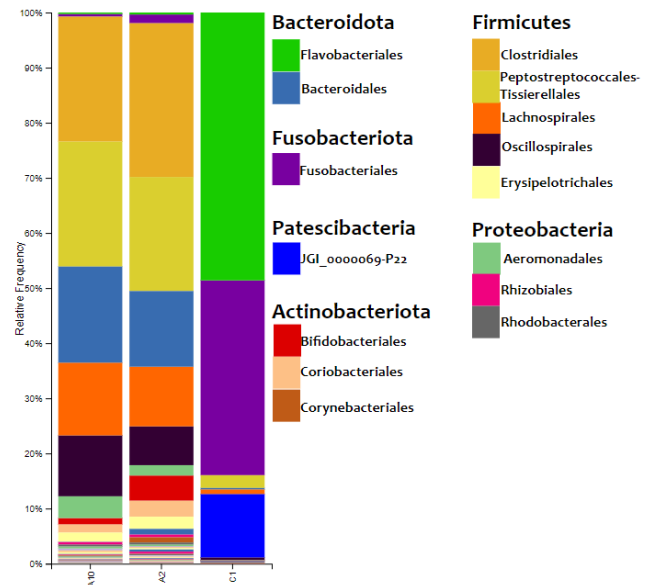 100%
90%
80%
70%
60%
50%
40%
30%
20%
10%
0%
Relative Frequency
A10
A2
C1
Bacteroidota
Flavobacteriales
Bacteroidales
Fusobacteriota
Fusobacteriales
Patescibacteria
JGI_0000069-P22
Actinobacteriota
Bifidobacteriales
Coriobacteriales
Corynebacteriales
Firmicutes
Clostridiales
Peptostreptococcales-
Tissierellales
Lachnospirales
Oscillospirales
Erysipelotrichales
Proteobacteria
Aeromonadales
Rhizobiales
Rhodobacterales